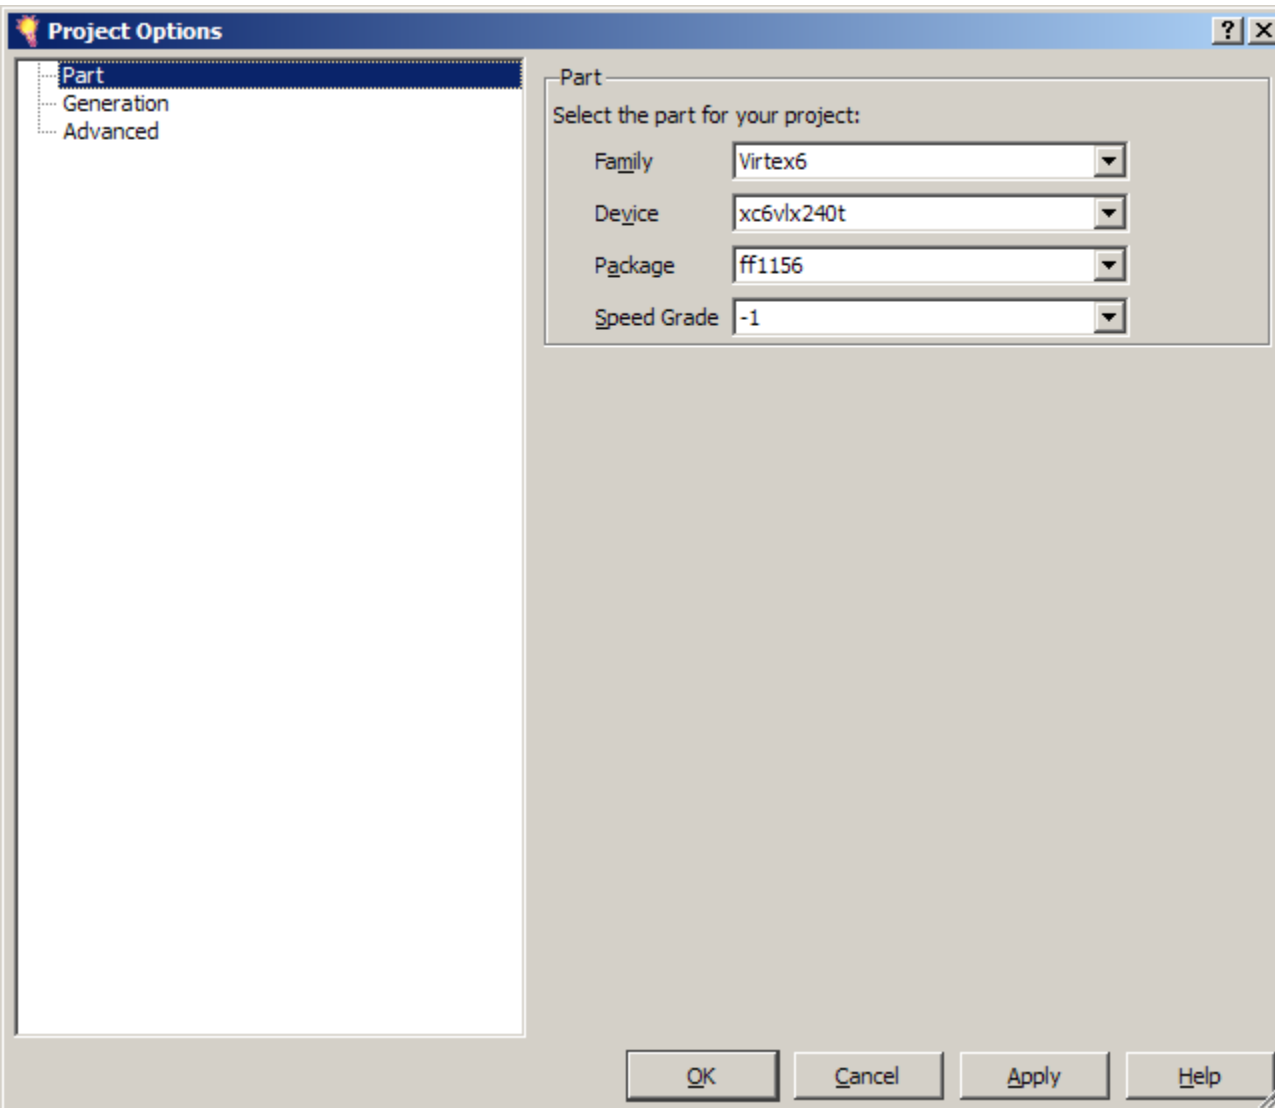 Project Options
Part
Generation
Advanced
Part
Select the part for your project:
Family Virtex6
Device xc6vlx240t
Package ff1156
Speed Grade -1
OK Cancel Apply Help